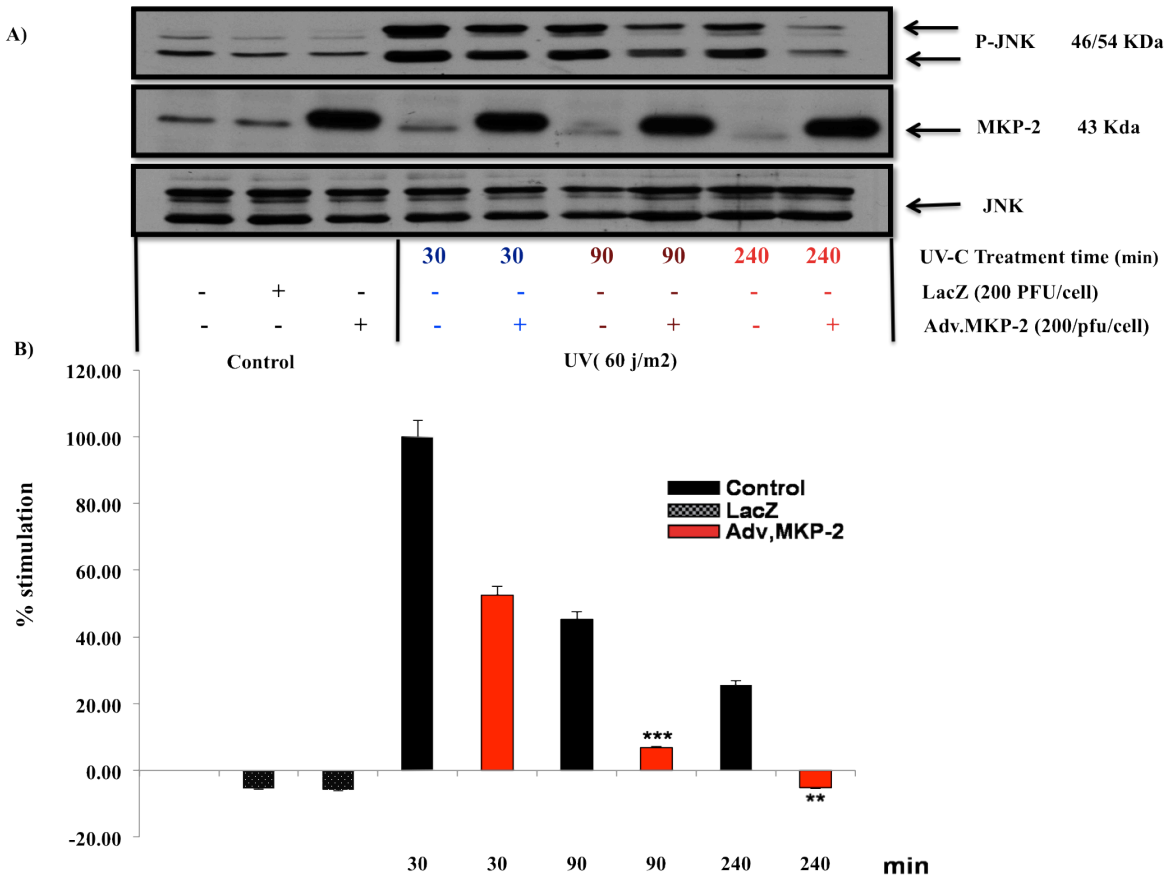 A)
P-JNK 46/54 KDa
MKP-2 43 Kda
JNK
30 30 90 90 240 240 UV-C Treatment time (min)
- + - - - - - - - LacZ (200 PFU/cell)
- - + - + - + - + Adv.MKP-2 (200/pfu/cell)
Control UV( 60 j/m2)
B)
120.00
100.00
80.00
60.00
40.00
20.00
0.00
-20.00
% stimulation
Control
LacZ
Adv,MKP-2
***
**
30 30 90 90 240 240 min